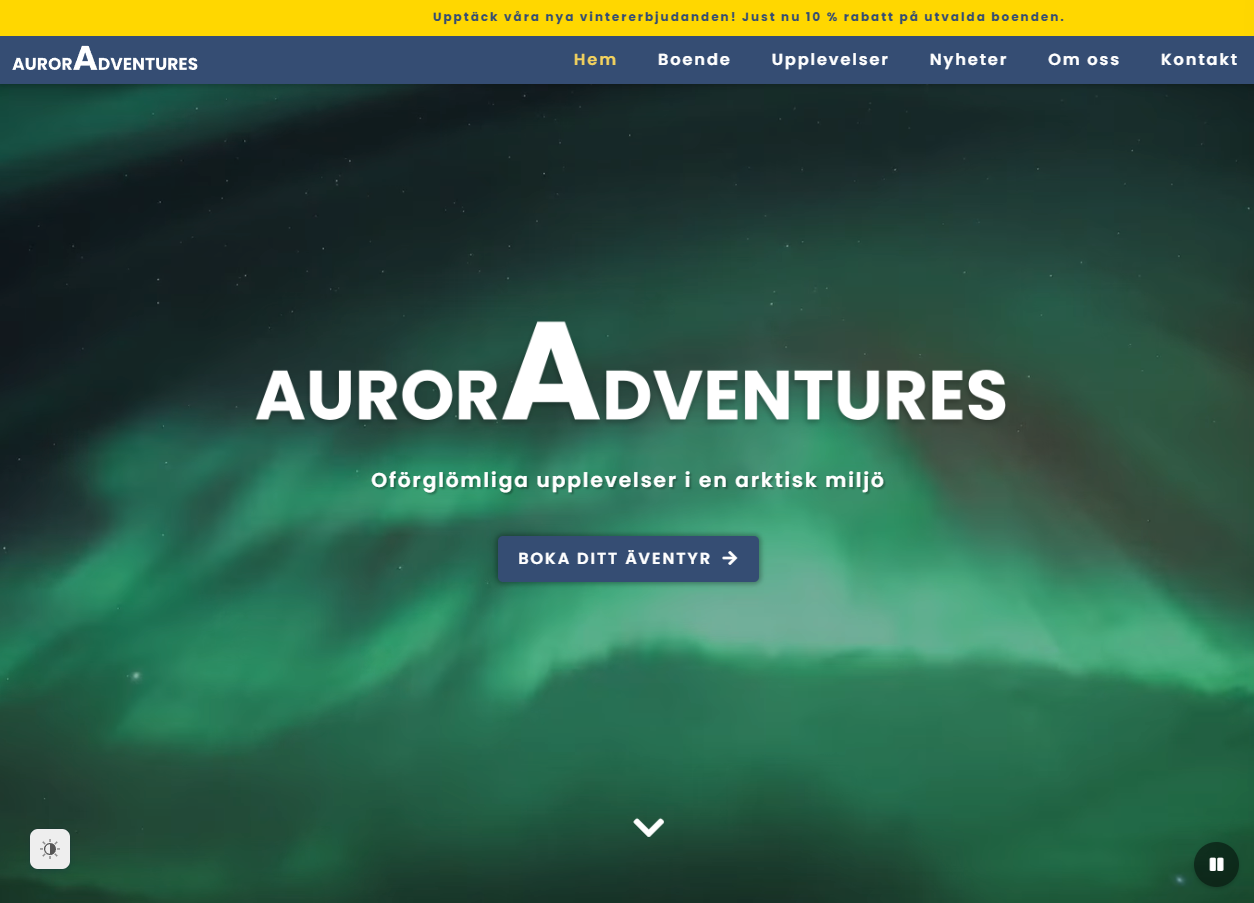 Upptäck våra nya vintererbjudanden! Just nu 10 % rabatt på utvalda boenden.
AURORADVENTURES
Hem Boende Upplevelser Nyheter Om oss Kontakt
AURORADVENTURES
Oförglömliga upplevelser i en arktisk miljö
BOKA DITT ÄVENTYR